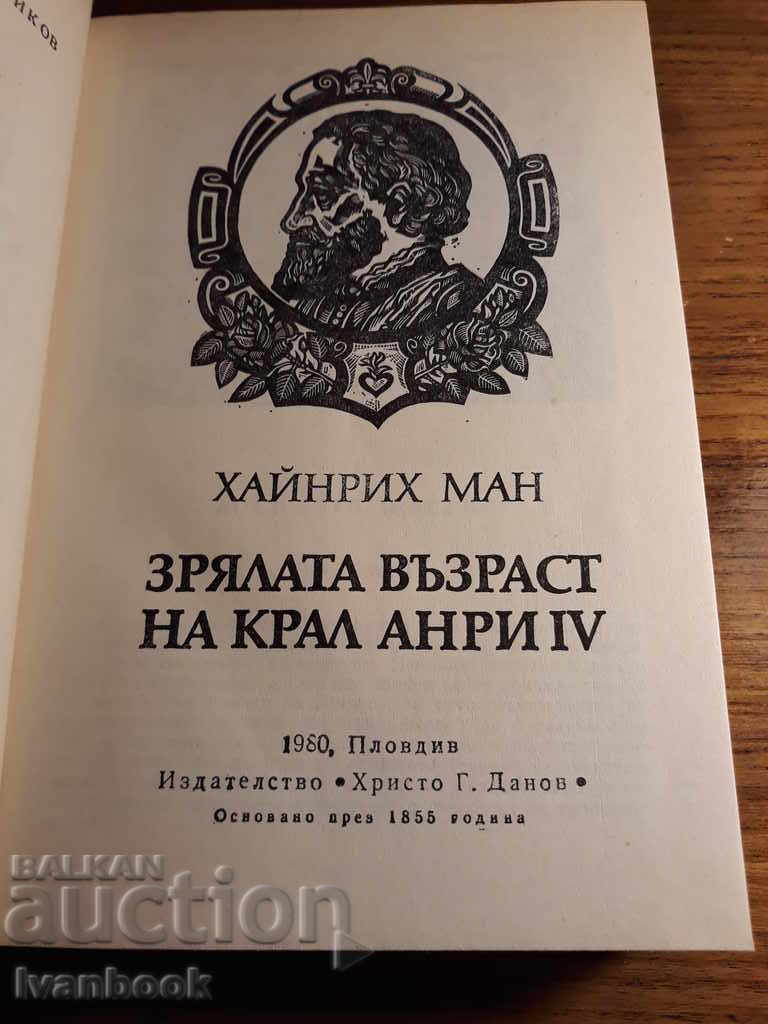 ХАЙНРИХ МАН
ЗРЯЛАТА ВЪЗРАСТ
НА КРАЛ АНРИ IV
1980, Пловдив
Издателство • Христо Г. Данов •
Основано през 1855 година
BALKAN
auction
Ivanbook